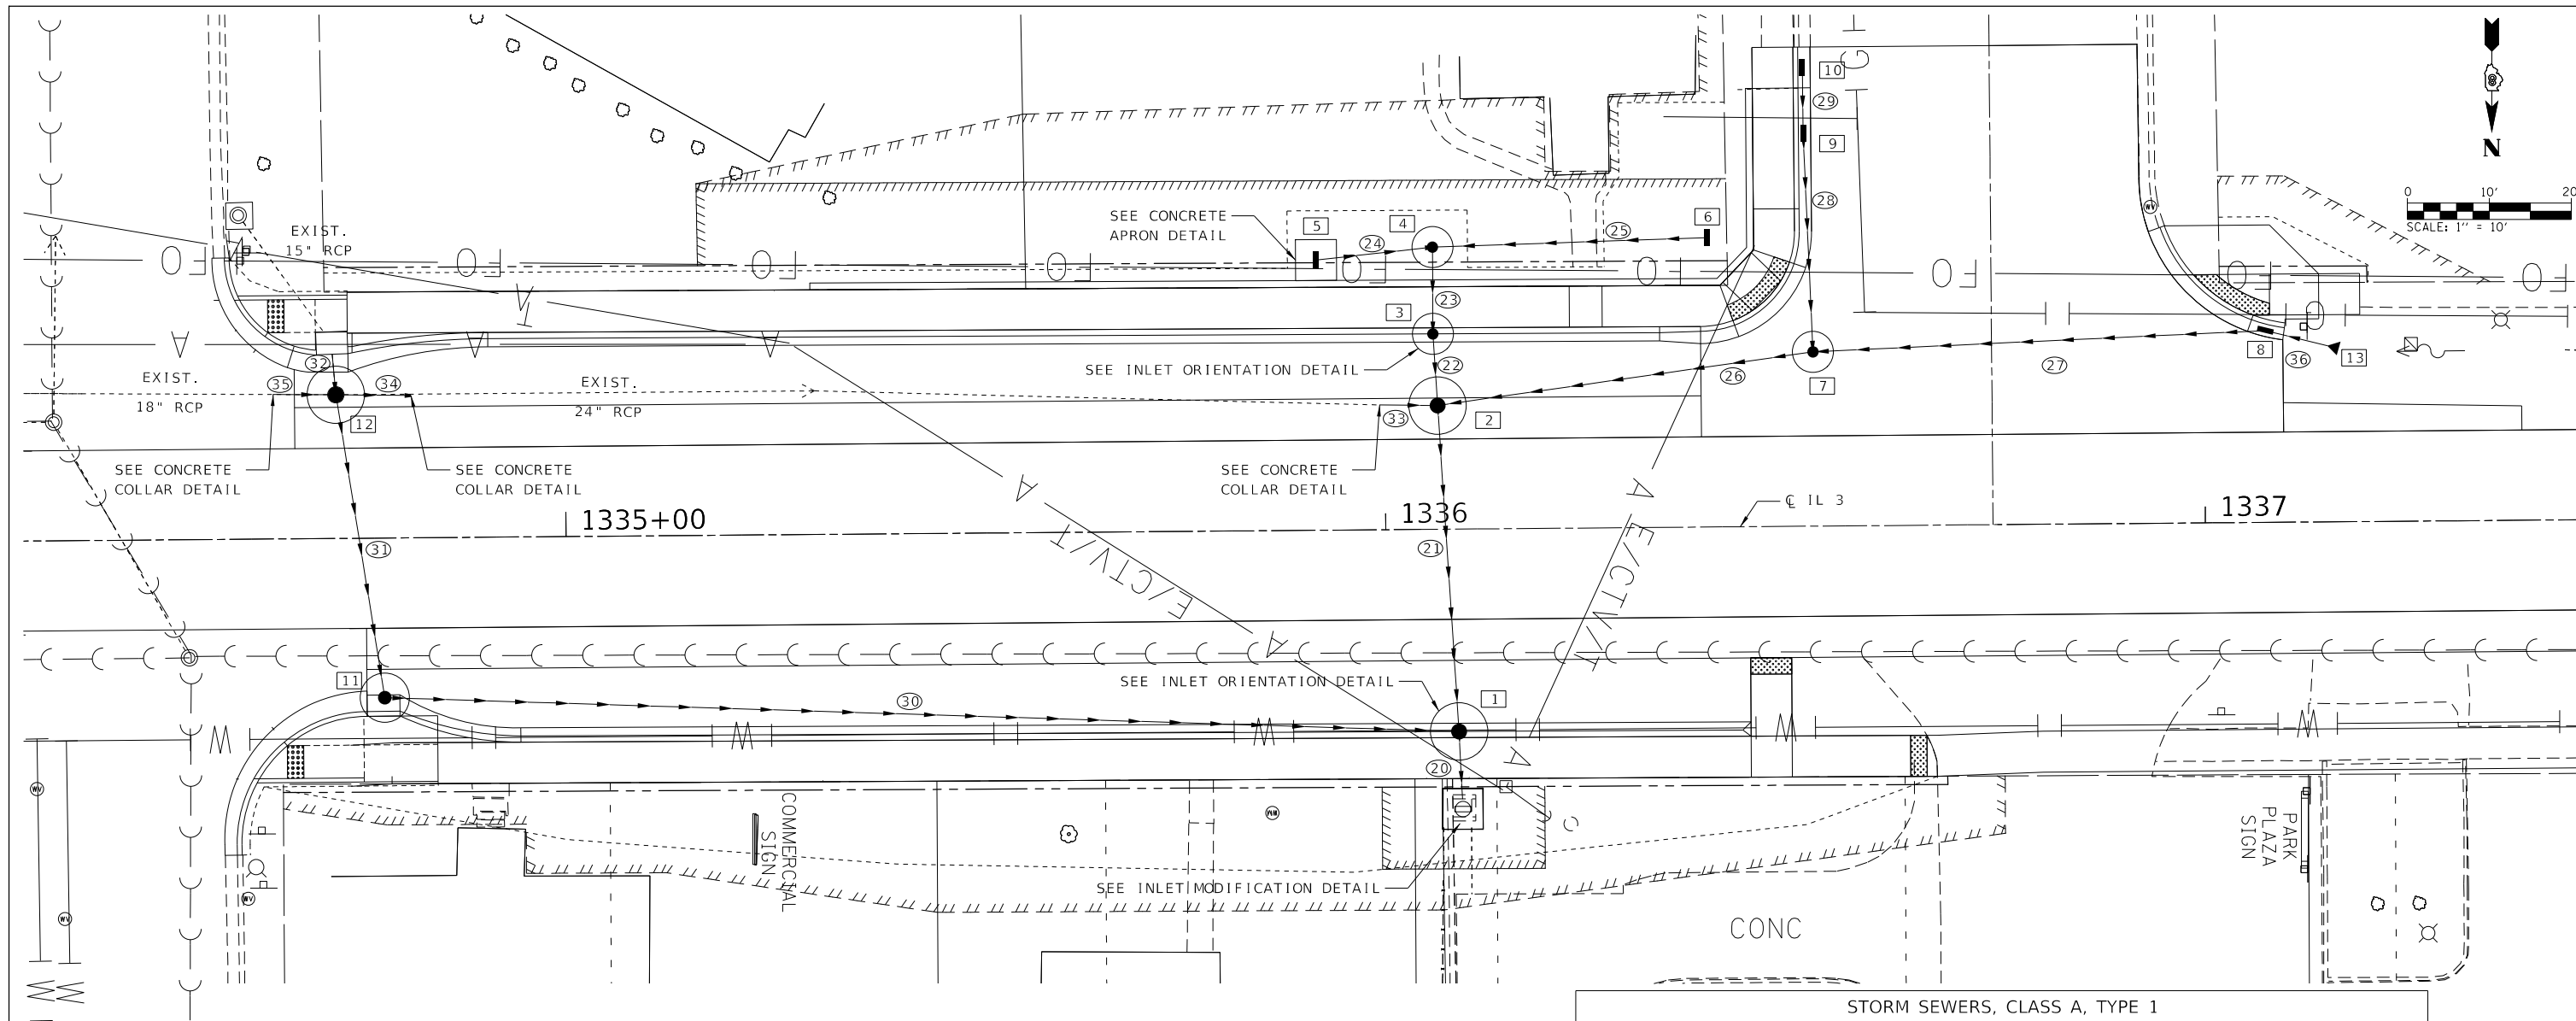 10
29
9
N
28
0 10' 20
SCALE: 1'' = 10'
EXIST.
15" RCP
SEE CONCRETE
APRON DETAIL
5
4
6
24
25
23
3
SEE INLET ORIENTATION DETAIL
22
26
7
27
8
36
13
32
EXIST.
18" RCP
35
34
EXIST.
24" RCP
12
33
2
SEE CONCRETE
COLLAR DETAIL
SEE CONCRETE
COLLAR DETAIL
SEE CONCRETE
COLLAR DETAIL
1335+00
1336
℄ IL 3
1337
31
21
E/CTV/T
E/CTV/T
11
SEE INLET ORIENTATION DETAIL
1
30
20
WV
WV
WV
WV
COMMERCIAL
SIGN
PARK
PLAZA
SIGN
SEE INLET MODIFICATION DETAIL
CONC
STORM SEWERS, CLASS A, TYPE 1